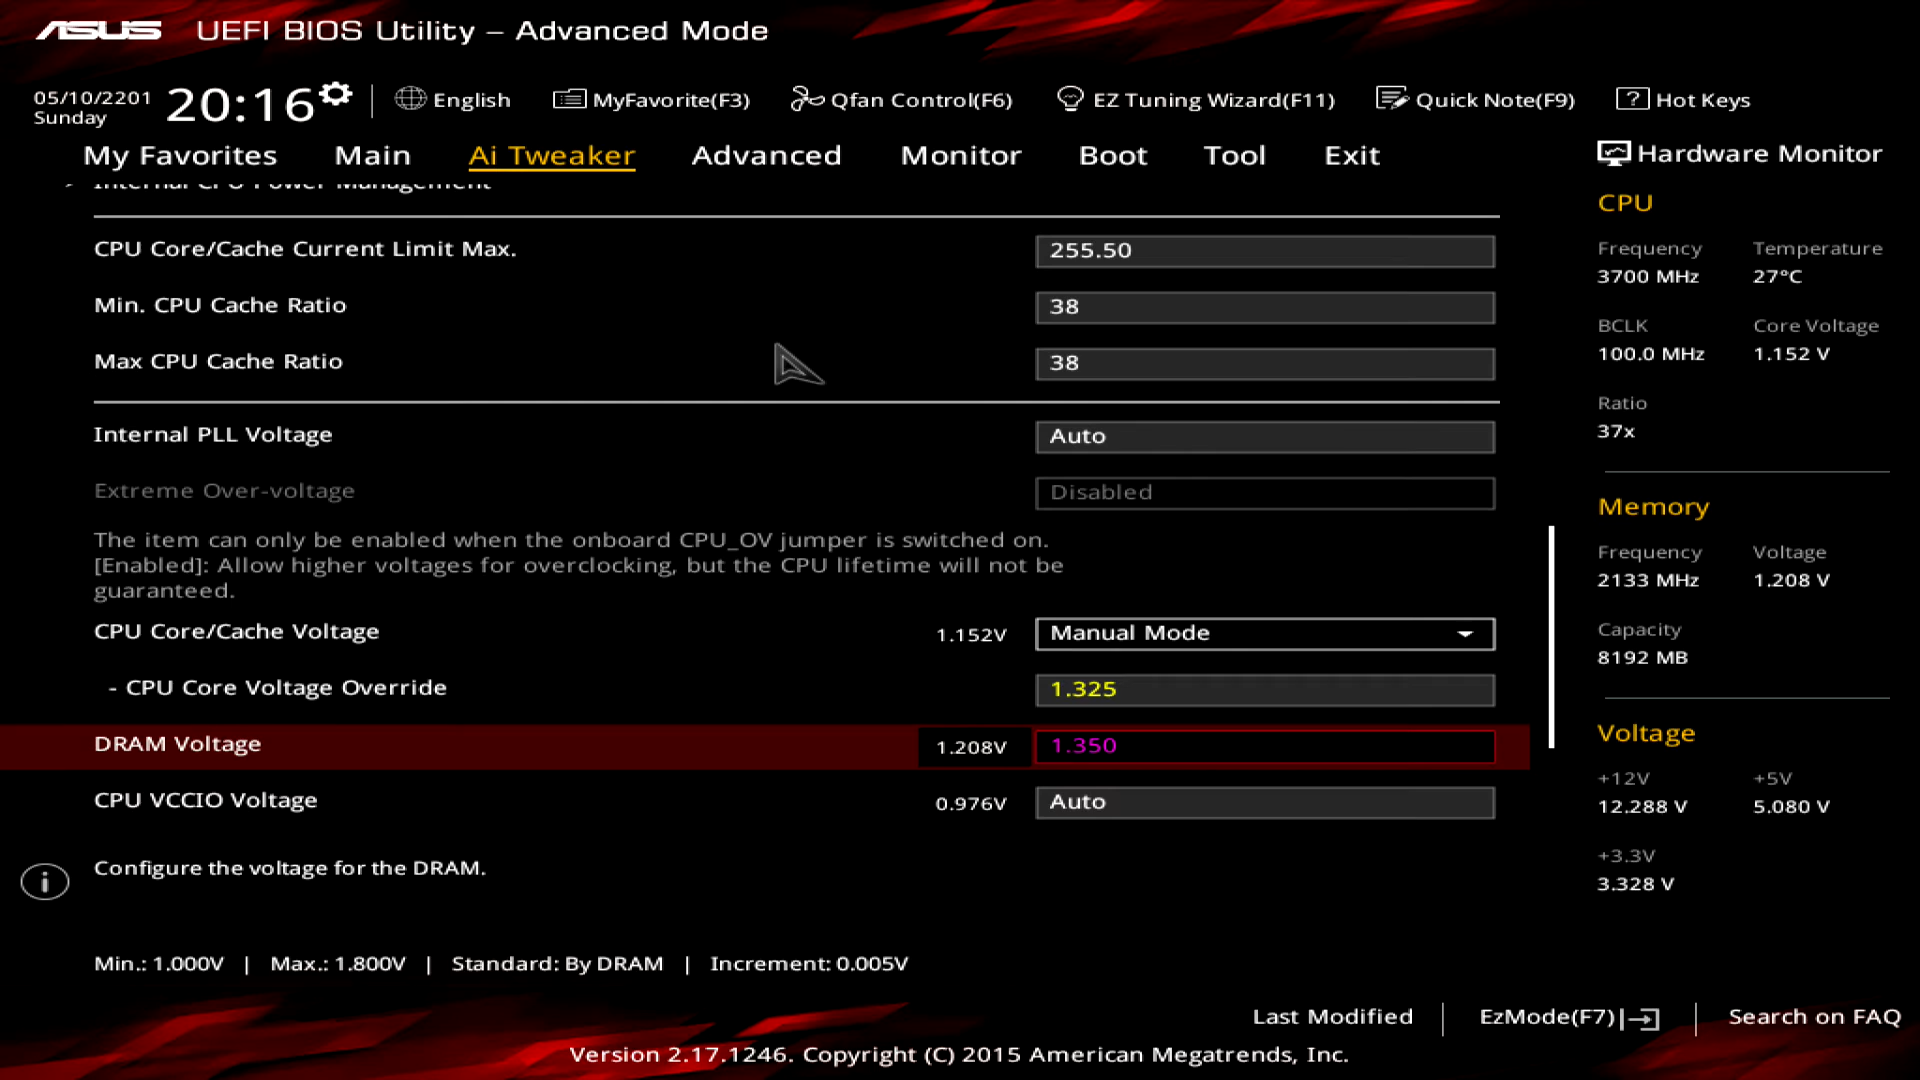 ASUS UEFI BIOS Utility – Advanced Mode
05/10/2201
Sunday
20:16
English
MyFavorite(F3)
Qfan Control(F6)
EZ Tuning Wizard(F11)
Quick Note(F9)
? Hot Keys
My Favorites
Main
Ai Tweaker
Advanced
Monitor
Boot
Tool
Exit
Internal CPU Power Management
CPU Core/Cache Current Limit Max. 255.50
Min. CPU Cache Ratio 38
Max CPU Cache Ratio 38
Internal PLL Voltage Auto
Extreme Over-voltage Disabled
The item can only be enabled when the onboard CPU_OV jumper is switched on.
[Enabled]: Allow higher voltages for overclocking, but the CPU lifetime will not be
guaranteed.
CPU Core/Cache Voltage 1.152V Manual Mode
- CPU Core Voltage Override 1.325
DRAM Voltage 1.208V 1.350
CPU VCCIO Voltage 0.976V Auto
Configure the voltage for the DRAM.
Min.: 1.000V | Max.: 1.800V | Standard: By DRAM | Increment: 0.005V
Hardware Monitor
CPU
Frequency Temperature
3700 MHz 27°C
BCLK Core Voltage
100.0 MHz 1.152 V
Ratio
37x
Memory
Frequency Voltage
2133 MHz 1.208 V
Capacity
8192 MB
Voltage
+12V +5V
12.288 V 5.080 V
+3.3V
3.328 V
Last Modified
EzMode(F7)
Search on FAQ
Version 2.17.1246. Copyright (C) 2015 American Megatrends, Inc.